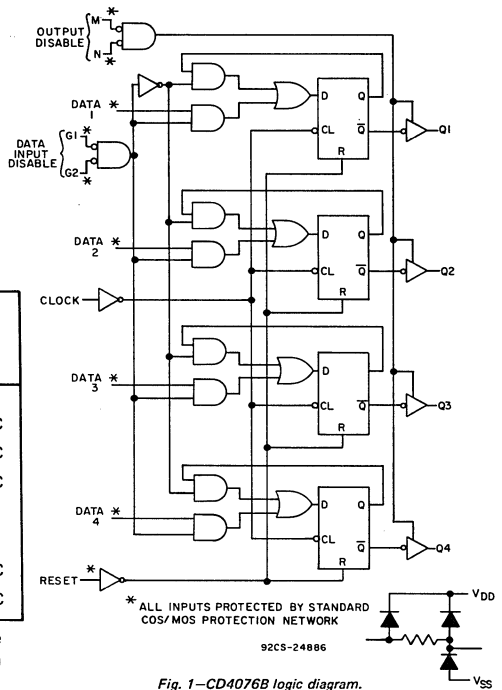 OUTPUT DISABLE { M *
N *
DATA * 1
DATA INPUT DISABLE { G1 *
G2 *
D Q
CL Q̅
R
Q1
DATA * 2
D Q
CL Q̅
R
Q2
CLOCK
DATA * 3
D Q
CL Q̅
R
Q3
DATA * 4
D Q
CL Q̅
R
Q4
RESET *
* ALL INPUTS PROTECTED BY STANDARD
COS/MOS PROTECTION NETWORK
VDD
92CS-24886
VSS
Fig. 1—CD4076B logic diagram.